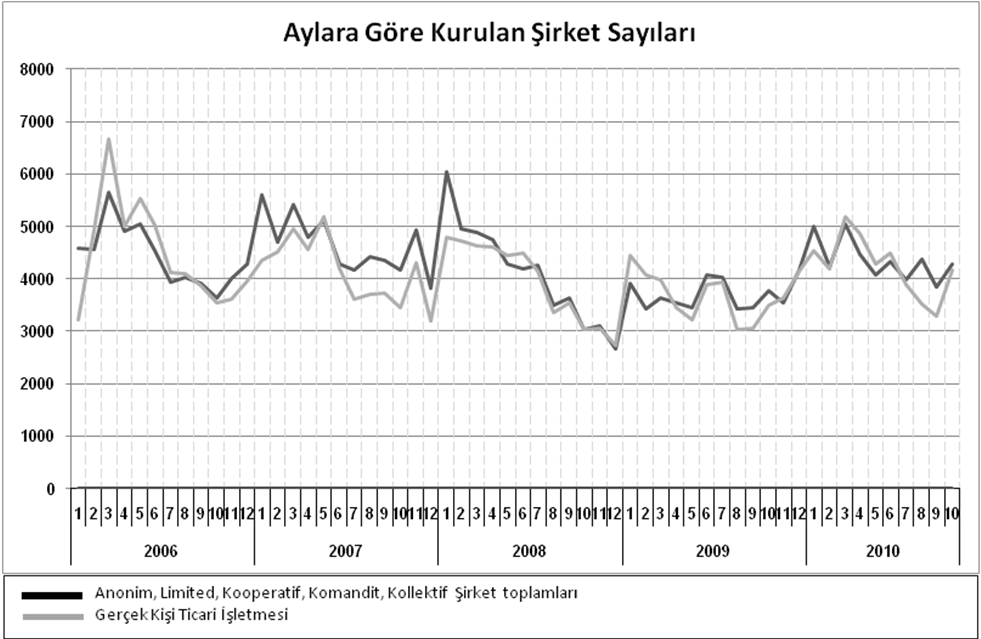 Aylara Göre Kurulan Şirket Sayıları
8000
7000
6000
5000
4000
3000
2000
1000
0
1 2 3 4 5 6 7 8 9 10 11 12 1 2 3 4 5 6 7 8 9 10 11 12 1 2 3 4 5 6 7 8 9 10 11 12 1 2 3 4 5 6 7 8 9 10 11 12 1 2 3 4 5 6 7 8 9 10
2006 2007 2008 2009 2010
Anonim, Limited, Kooperatif, Komandit, Kollektif Şirket toplamları
Gerçek Kişi Ticari İşletmesi